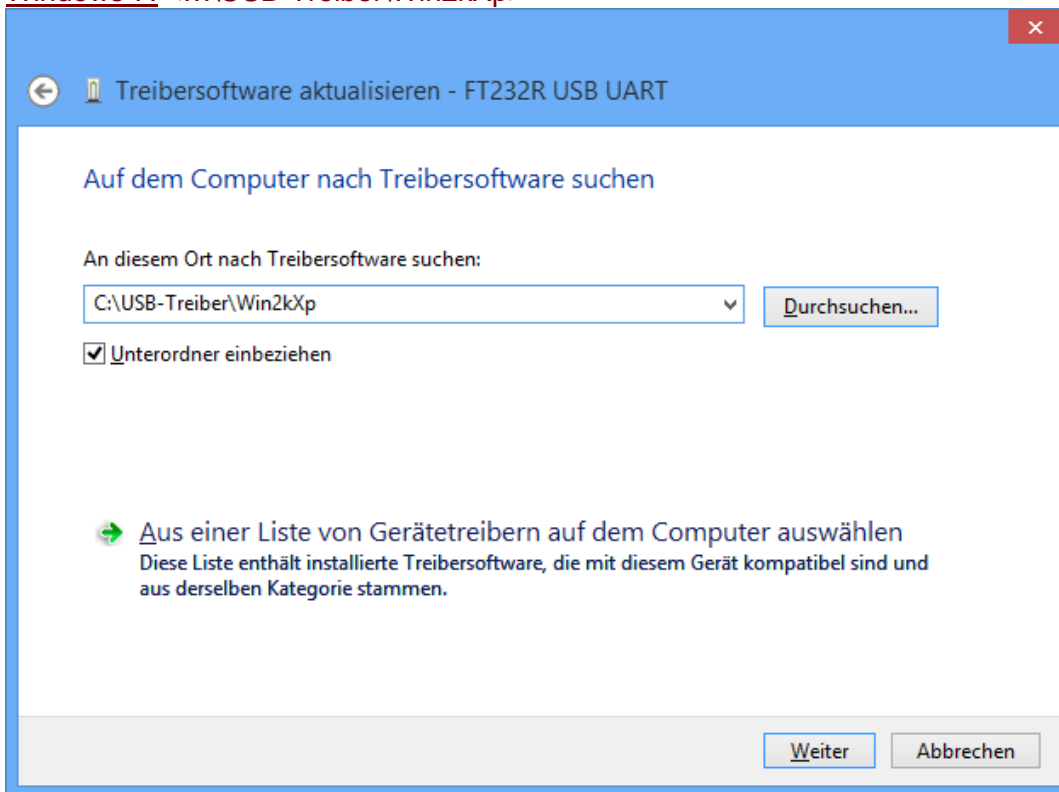 Treibersoftware aktualisieren - FT232R USB UART
Auf dem Computer nach Treibersoftware suchen
An diesem Ort nach Treibersoftware suchen:
C:\USB-Treiber\Win2kXp
Durchsuchen...
Unterordner einbeziehen
Aus einer Liste von Gerätetreibern auf dem Computer auswählen
Diese Liste enthält installierte Treibersoftware, die mit diesem Gerät kompatibel sind und
aus derselben Kategorie stammen.
Weiter
Abbrechen